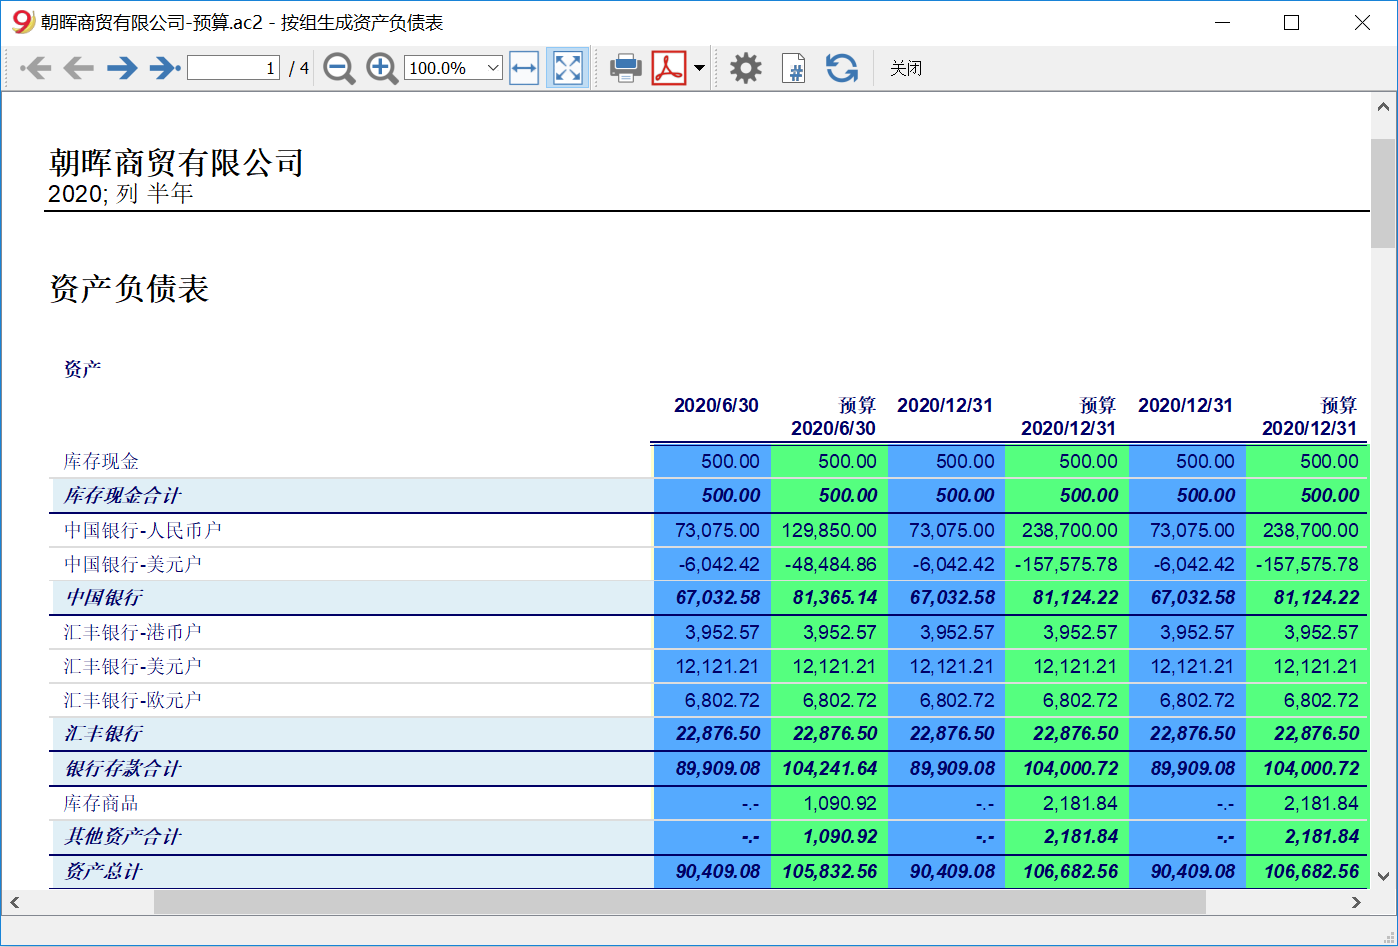 朝晖商贸有限公司-预算.ac2 - 按组生成资产负债表
1 / 4 100.0% 关闭
朝晖商贸有限公司
2020; 列 半年
资产负债表
资产
2020/6/30 预算 2020/12/31 预算 2020/12/31 预算
2020/6/30 2020/12/31 2020/12/31
库存现金 500.00 500.00 500.00 500.00 500.00 500.00
库存现金合计 500.00 500.00 500.00 500.00 500.00 500.00
中国银行-人民币户 73,075.00 129,850.00 73,075.00 238,700.00 73,075.00 238,700.00
中国银行-美元户 -6,042.42 -48,484.86 -6,042.42 -157,575.78 -6,042.42 -157,575.78
中国银行 67,032.58 81,365.14 67,032.58 81,124.22 67,032.58 81,124.22
汇丰银行-港币户 3,952.57 3,952.57 3,952.57 3,952.57 3,952.57 3,952.57
汇丰银行-美元户 12,121.21 12,121.21 12,121.21 12,121.21 12,121.21 12,121.21
汇丰银行-欧元户 6,802.72 6,802.72 6,802.72 6,802.72 6,802.72 6,802.72
汇丰银行 22,876.50 22,876.50 22,876.50 22,876.50 22,876.50 22,876.50
银行存款合计 89,909.08 104,241.64 89,909.08 104,000.72 89,909.08 104,000.72
库存商品 -.- 1,090.92 -.- 2,181.84 -.- 2,181.84
其他资产合计 -.- 1,090.92 -.- 2,181.84 -.- 2,181.84
资产总计 90,409.08 105,832.56 90,409.08 106,682.56 90,409.08 106,682.56